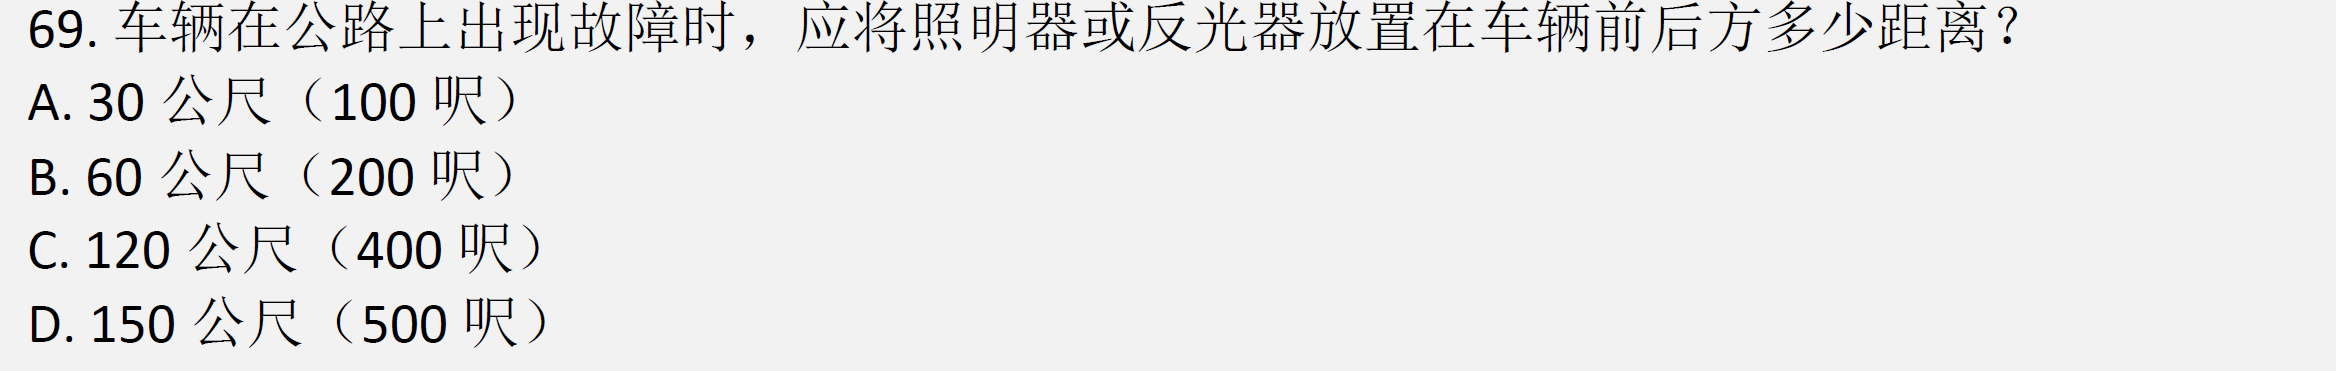 69. 车辆在公路上出现故障时，应将照明器或反光器放置在车辆前后方多少距离？
A. 30 公尺（100 呎）
B. 60 公尺（200 呎）
C. 120 公尺（400 呎）
D. 150 公尺（500 呎）